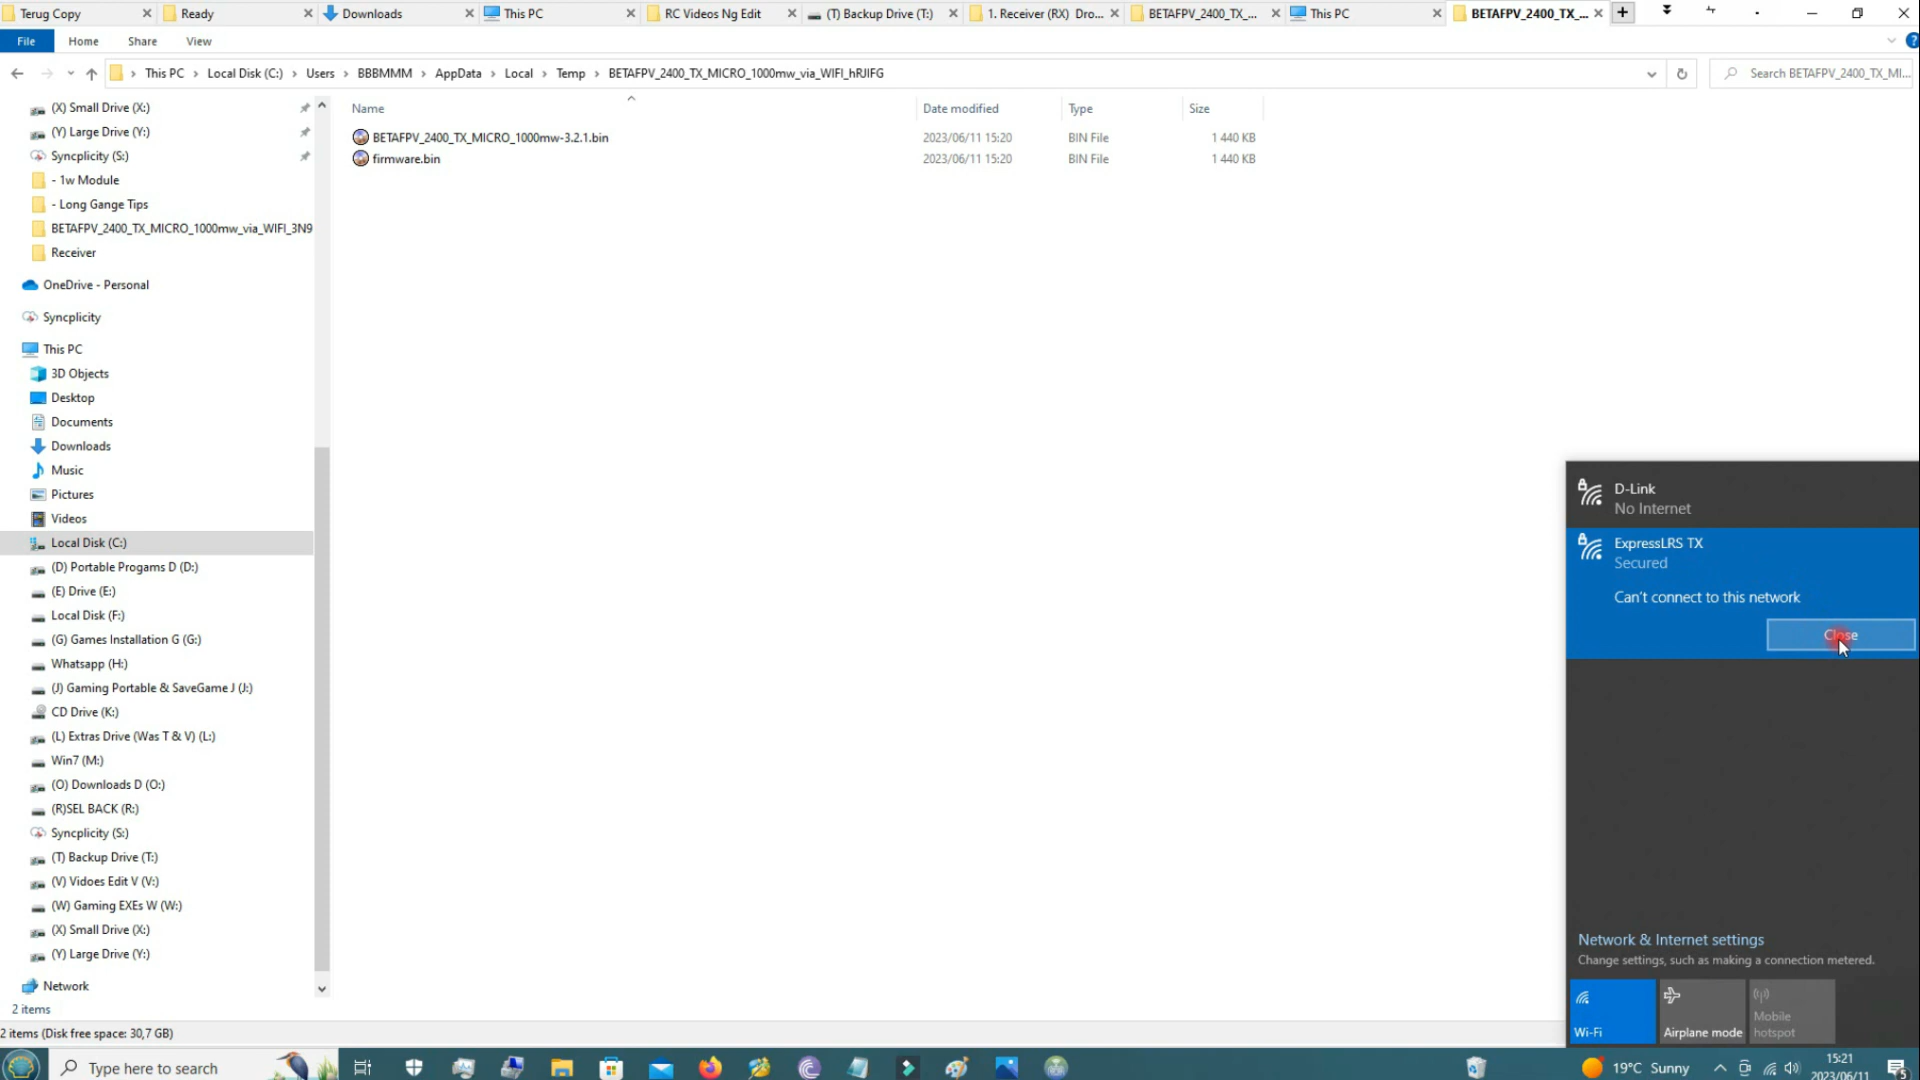 Terug Copy
Ready
Downloads
This PC
RC Videos Ng Edit
(T) Backup Drive (T:)
1. Receiver (RX) Dro...
BETAFPV_2400_TX_...
This PC
BETAFPV_2400_TX_...
File Home Share View
This PC > Local Disk (C:) > Users > BBBMMM > AppData > Local > Temp > BETAFPV_2400_TX_MICRO_1000mw_via_WIFI_hRJIFG
Search BETAFPV_2400_TX_MI...
Name Date modified Type Size
BETAFPV_2400_TX_MICRO_1000mw-3.2.1.bin 2023/06/11 15:20 BIN File 1 440 KB
firmware.bin 2023/06/11 15:20 BIN File 1 440 KB
(X) Small Drive (X:)
(Y) Large Drive (Y:)
Syncplicity (S:)
- 1w Module
- Long Gange Tips
BETAFPV_2400_TX_MICRO_1000mw_via_WIFI_3N9
Receiver
OneDrive - Personal
Syncplicity
This PC
3D Objects
Desktop
Documents
Downloads
Music
Pictures
Videos
Local Disk (C:)
(D) Portable Progams D (D:)
(E) Drive (E:)
Local Disk (F:)
(G) Games Installation G (G:)
Whatsapp (H:)
(J) Gaming Portable & SaveGame J (J:)
CD Drive (K:)
(L) Extras Drive (Was T & V) (L:)
Win7 (M:)
(O) Downloads D (O:)
(R)SEL BACK (R:)
Syncplicity (S:)
(T) Backup Drive (T:)
(V) Vidoes Edit V (V:)
(W) Gaming EXEs W (W:)
(X) Small Drive (X:)
(Y) Large Drive (Y:)
Network
2 items
2 items (Disk free space: 30,7 GB)
D-Link
No Internet
ExpressLRS TX
Secured
Can't connect to this network
Close
Network & Internet settings
Change settings, such as making a connection metered.
Wi-Fi
Airplane mode
Mobile
hotspot
Type here to search
19°C Sunny
15:21
2023/06/11
5